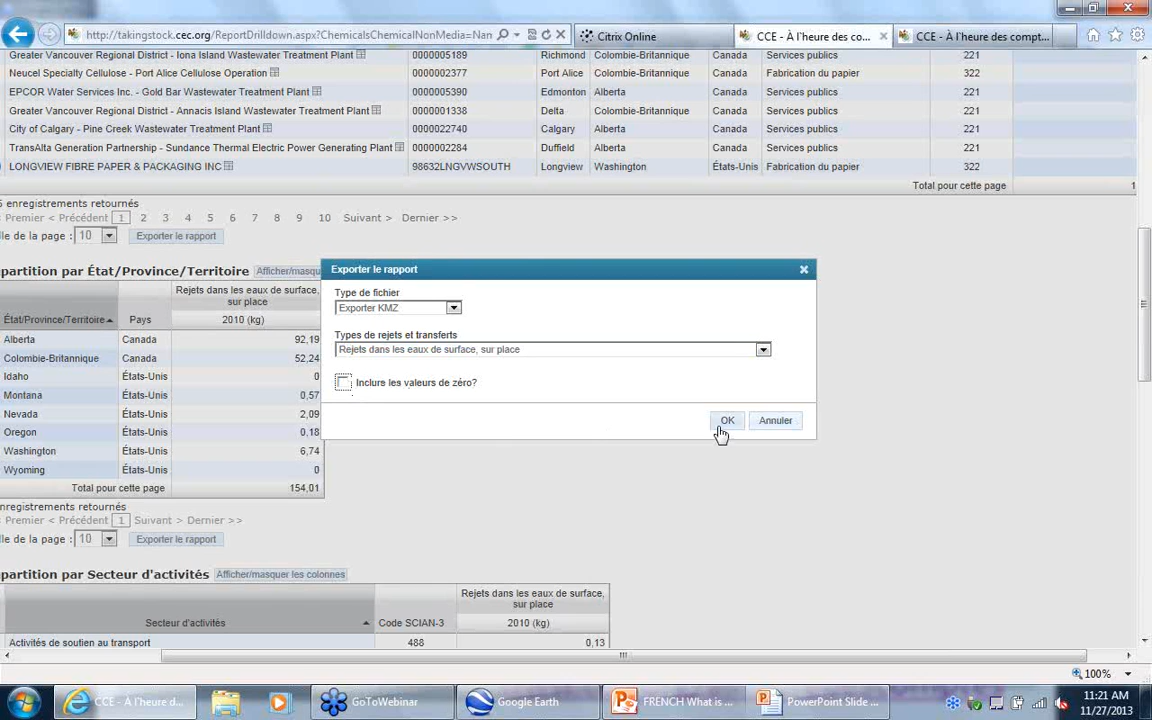 http://takingstock.cec.org/ReportDrilldown.aspx?ChemicalsChemicalNonMedia=Nan
Citrix Online
CCE - À l'heure des co...
CCE - À l'heure des compt...
Greater Vancouver Regional District - Iona Island Wastewater Treatment Plant 0000005189 Richmond Colombie-Britannique Canada Services publics 221
Neucel Specialty Cellulose - Port Alice Cellulose Operation 0000002377 Port Alice Colombie-Britannique Canada Fabrication du papier 322
EPCOR Water Services Inc. - Gold Bar Wastewater Treatment Plant 0000005390 Edmonton Alberta Canada Services publics 221
Greater Vancouver Regional District - Annacis Island Wastewater Treatment Plant 0000001338 Delta Colombie-Britannique Canada Services publics 221
City of Calgary - Pine Creek Wastewater Treatment Plant 0000022740 Calgary Alberta Canada Services publics 221
TransAlta Generation Partnership - Sundance Thermal Electric Power Generating Plant 0000002284 Duffield Alberta Canada Services publics 221
LONGVIEW FIBRE PAPER & PACKAGING INC 98632LNGVWSOUTH Longview Washington États-Unis Fabrication du papier 322
Total pour cette page 1
enregistrements retournés
Premier < Précédent 1 2 3 4 5 6 7 8 9 10 Suivant > Dernier >>
lle de la page : 10 Exporter le rapport
partition par État/Province/Territoire Afficher/masqu
Rejets dans les eaux de surface,
sur place
État/Province/Territoire Pays 2010 (kg)
Alberta Canada 92,19
Colombie-Britannique Canada 52,24
Idaho États-Unis 0
Montana États-Unis 0,57
Nevada États-Unis 2,09
Oregon États-Unis 0,18
Washington États-Unis 6,74
Wyoming États-Unis 0
Total pour cette page 154,01
nregistrements retournés
Premier < Précédent 1 Suivant > Dernier >>
lle de la page : 10 Exporter le rapport
partition par Secteur d'activités Afficher/masquer les colonnes
Rejets dans les eaux de surface,
sur place
Secteur d'activités Code SCIAN-3 2010 (kg)
Activités de soutien au transport 488 0,13
Exporter le rapport
Type de fichier
Exporter KMZ
Types de rejets et transferts
Rejets dans les eaux de surface, sur place
Inclure les valeurs de zéro?
OK Annuler
100%
CCE - À l'heure d...
GoToWebinar
Google Earth
FRENCH What is ...
PowerPoint Slide ...
11:21 AM
11/27/2013